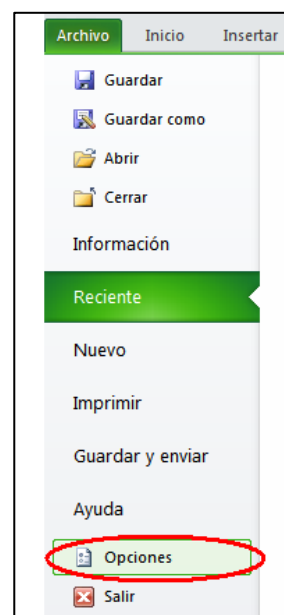 Archivo Inicio Insertar
Guardar
Guardar como
Abrir
Cerrar
Información
Reciente
Nuevo
Imprimir
Guardar y enviar
Ayuda
Opciones
Salir